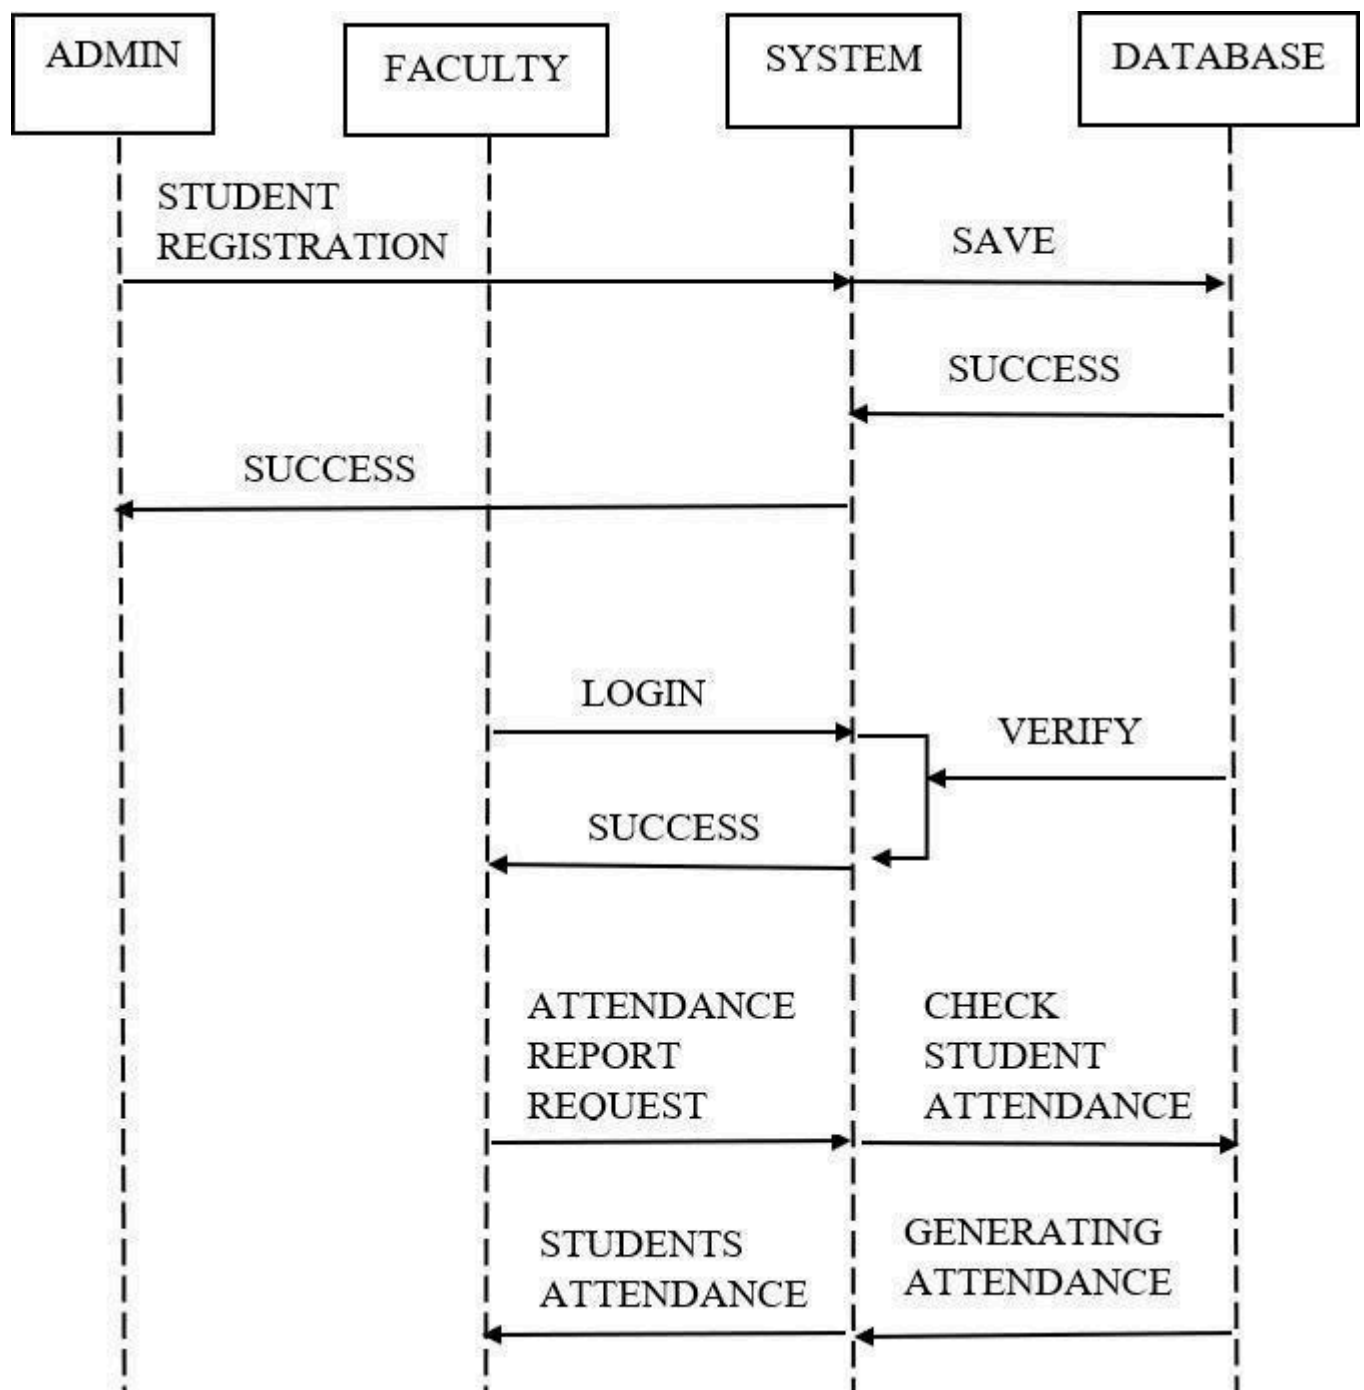 ADMIN
FACULTY
SYSTEM
DATABASE
STUDENT
REGISTRATION
SAVE
SUCCESS
SUCCESS
LOGIN
VERIFY
SUCCESS
ATTENDANCE
REPORT
REQUEST
CHECK
STUDENT
ATTENDANCE
STUDENTS
ATTENDANCE
GENERATING
ATTENDANCE